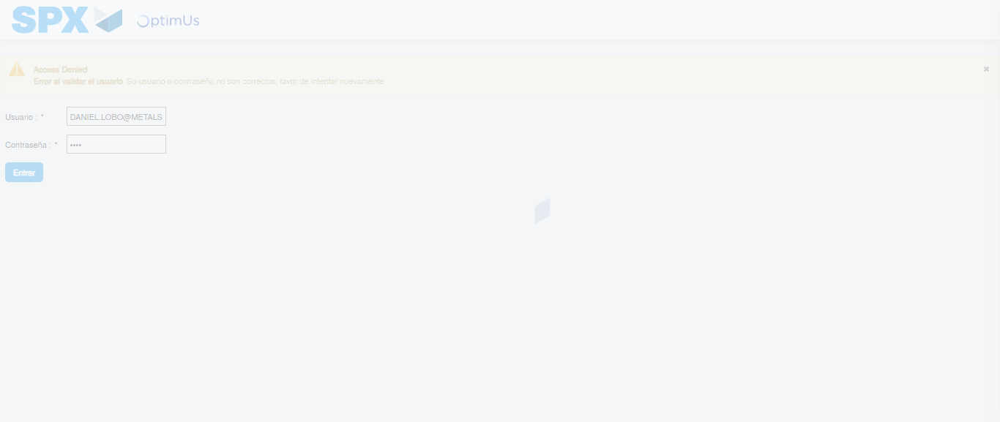 SPX OptimUs
Access Denied
Error al validar el usuario Su usuario o contraseña no son correctos, favor de intentar nuevamente
Usuario : * DANIEL.LOBO@METALS
Contraseña : * ••••
Entrar